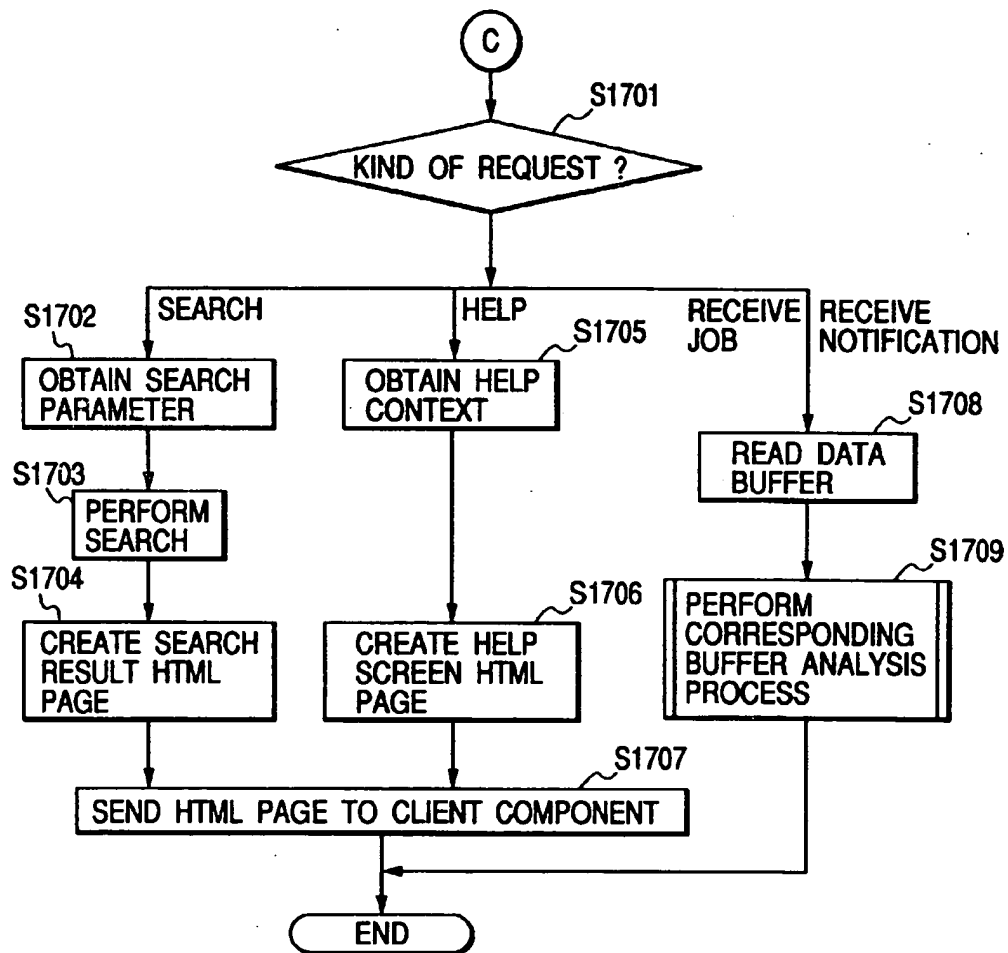 C
S1701
KIND OF REQUEST ?
SEARCH
HELP
RECEIVE JOB
RECEIVE NOTIFICATION
S1702
OBTAIN SEARCH
PARAMETER
S1703
PERFORM
SEARCH
S1704
CREATE SEARCH
RESULT HTML
PAGE
S1705
OBTAIN HELP
CONTEXT
S1706
CREATE HELP
SCREEN HTML
PAGE
S1708
READ DATA
BUFFER
S1709
PERFORM
CORRESPONDING
BUFFER ANALYSIS
PROCESS
S1707
SEND HTML PAGE TO CLIENT COMPONENT
END